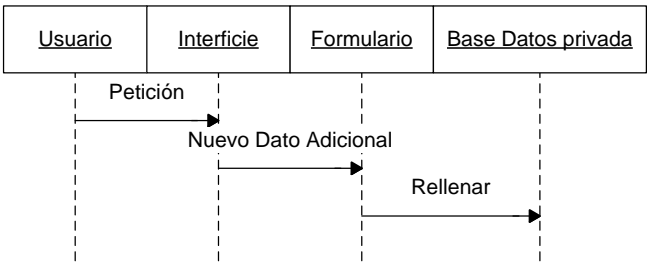 Usuario
Interficie
Formulario
Base Datos privada
Petición
Nuevo Dato Adicional
Rellenar